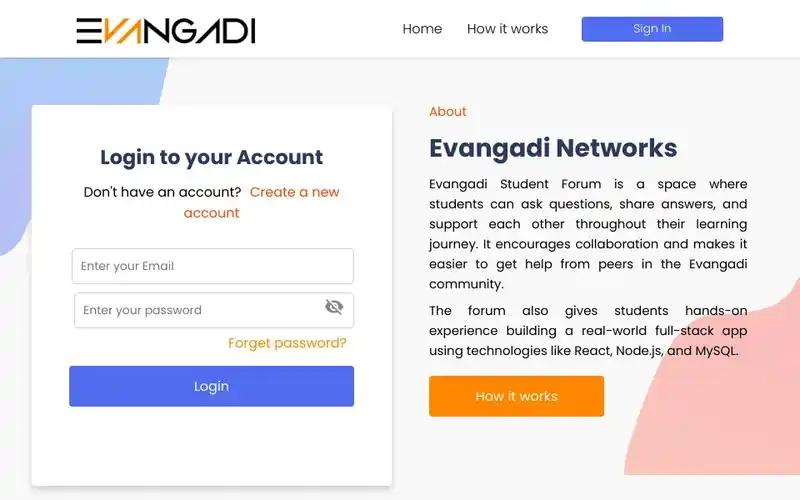 EVANGADI
Home
How it works
Sign In
Login to your Account
Don't have an account? Create a new
account
Enter your Email
Enter your password
Forget password?
Login
About
Evangadi Networks
Evangadi Student Forum is a space where
students can ask questions, share answers, and
support each other throughout their learning
journey. It encourages collaboration and makes it
easier to get help from peers in the Evangadi
community.
The forum also gives students hands-on
experience building a real-world full-stack app
using technologies like React, Node.js, and MySQL.
How it works